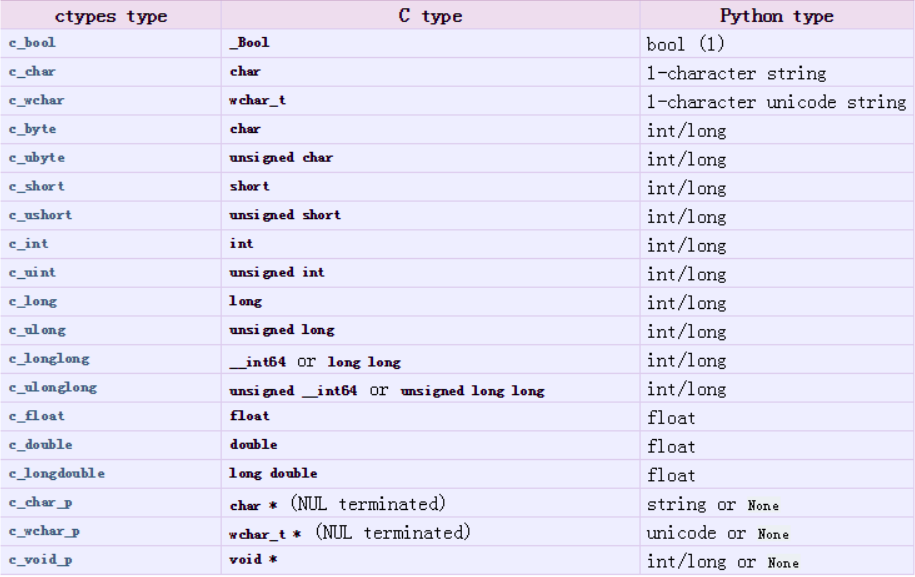 ctypes type C type Python type
c_bool _Bool bool (1)
c_char char 1-character string
c_wchar wchar_t 1-character unicode string
c_byte char int/long
c_ubyte unsigned char int/long
c_short short int/long
c_ushort unsigned short int/long
c_int int int/long
c_uint unsigned int int/long
c_long long int/long
c_ulong unsigned long int/long
c_longlong __int64 or long long int/long
c_ulonglong unsigned __int64 or unsigned long long int/long
c_float float float
c_double double float
c_longdouble long double float
c_char_p char * (NUL terminated) string or None
c_wchar_p wchar_t * (NUL terminated) unicode or None
c_void_p void * int/long or None